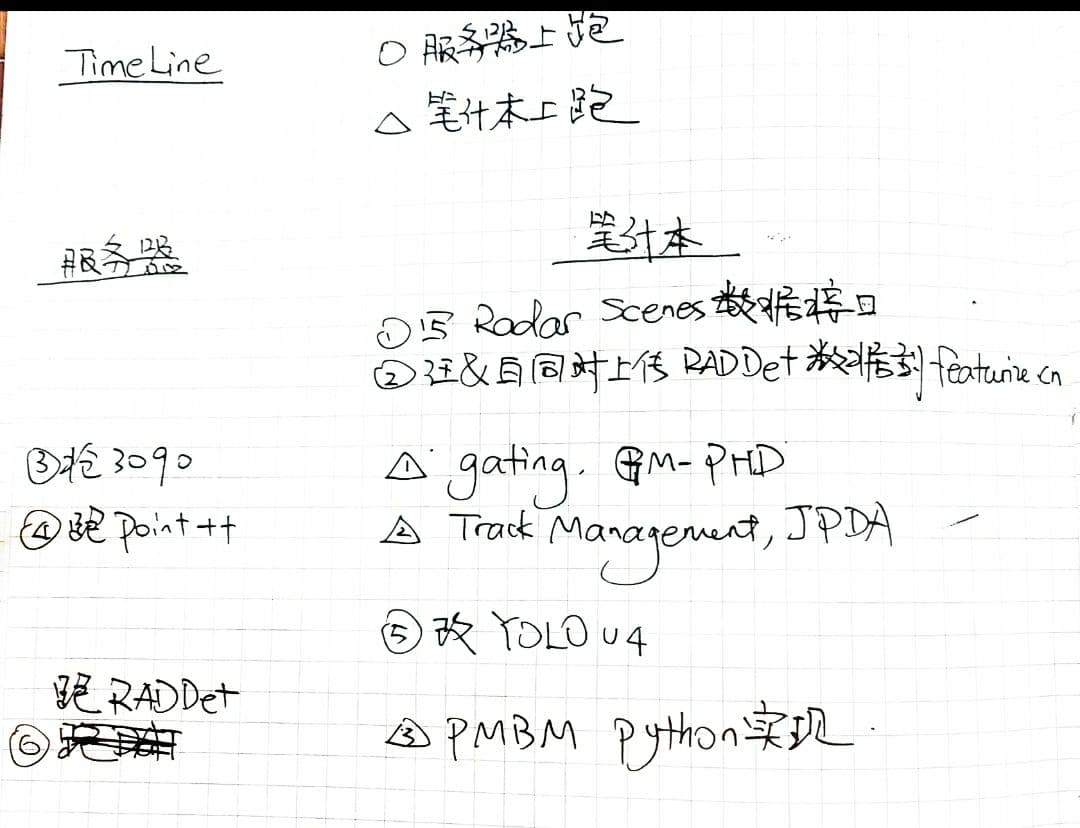 TimeLine
○ 服务器上跑
△ 笔计本上跑
服务器
笔计本
① 写 Radar Scenes 数据接口
② 汪&自同时上传 RADDet 数据到 featurize.cn
③ 抢 3090
△1 gating. GM-PHD
④ 跑 Point++
△2 Track Management, JPDA
⑤ 改 YOLO v4
跑 RADDet
⑥
△3 PMBM python实现